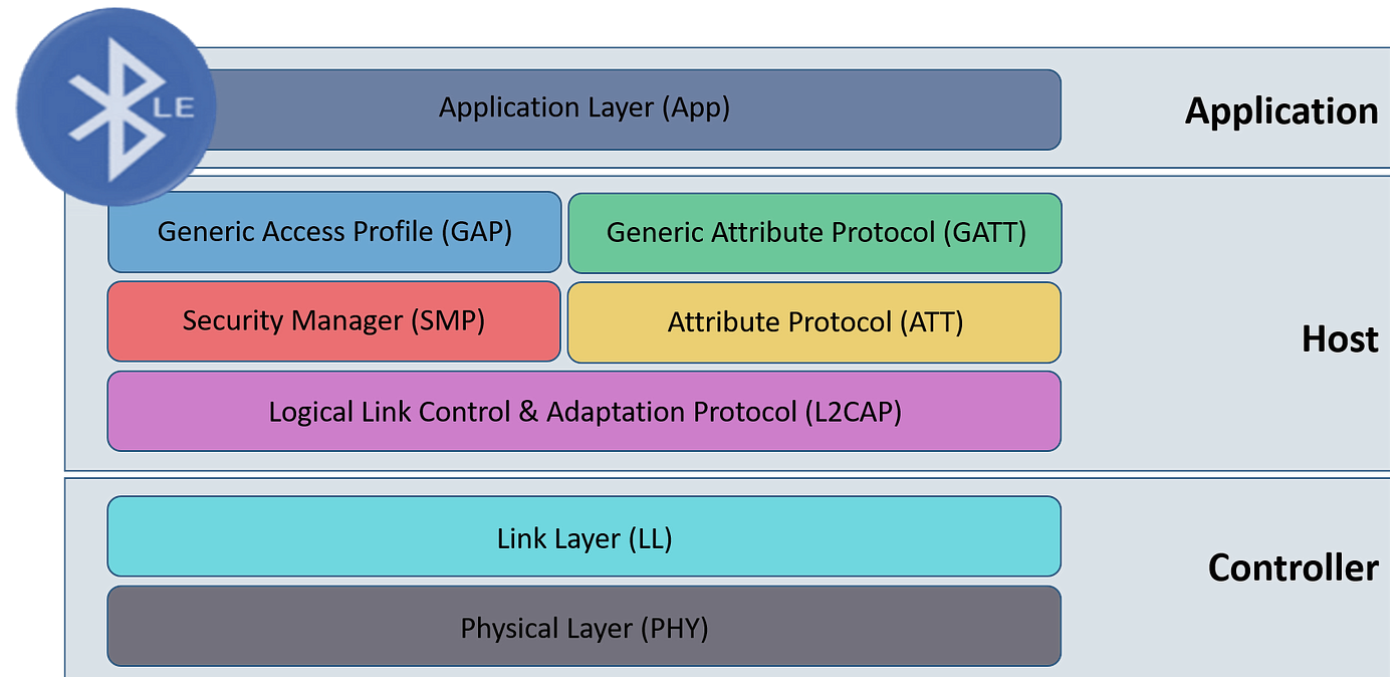 LE
Application Layer (App)
Application
Generic Access Profile (GAP)
Generic Attribute Protocol (GATT)
Security Manager (SMP)
Attribute Protocol (ATT)
Host
Logical Link Control & Adaptation Protocol (L2CAP)
Link Layer (LL)
Controller
Physical Layer (PHY)